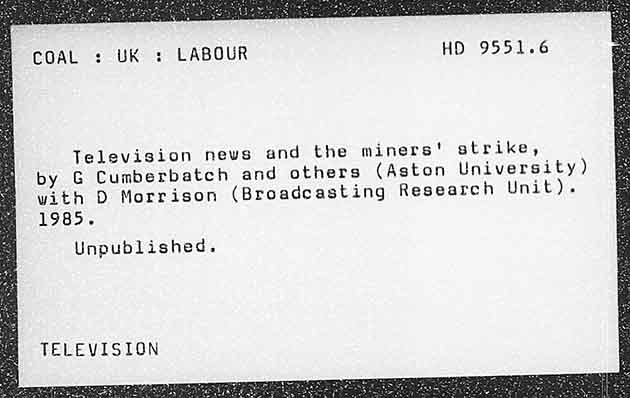 COAL : UK : LABOUR HD 9551.6
Television news and the miners' strike,
by G Cumberbatch and others (Aston University)
with D Morrison (Broadcasting Research Unit).
1985.
Unpublished.
TELEVISION